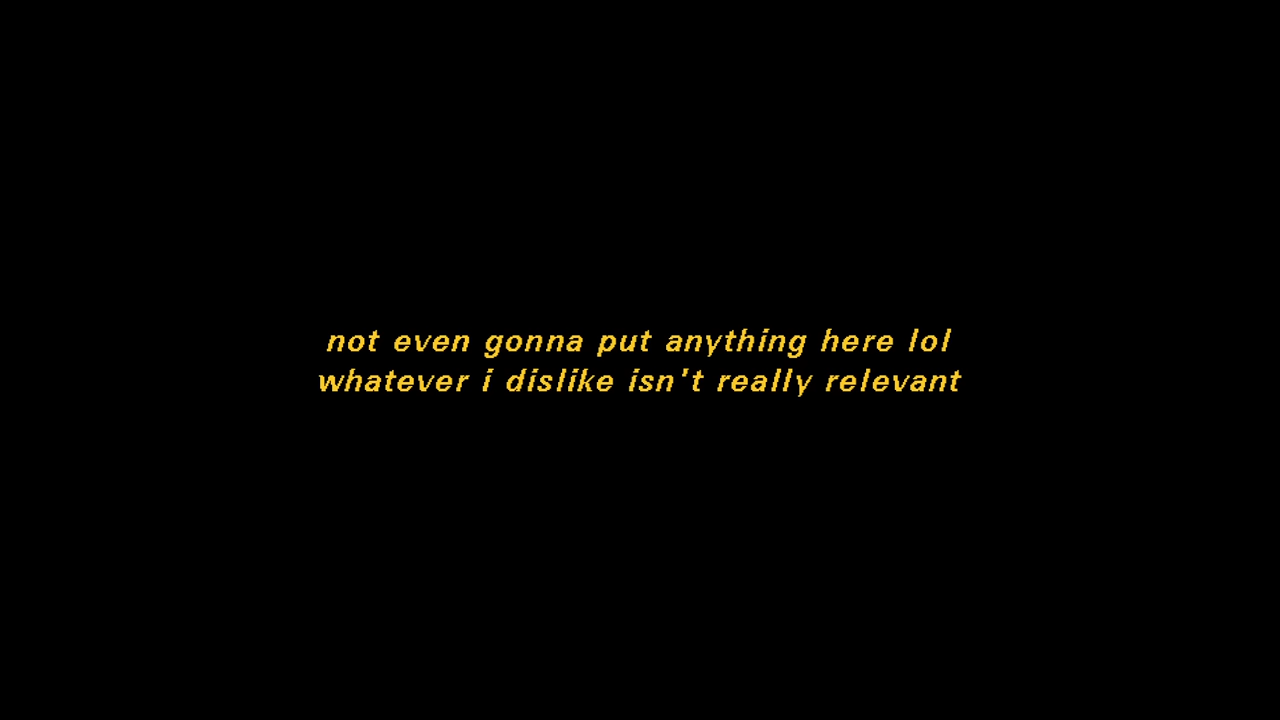 not even gonna put anything here lol
whatever i dislike isn't really relevant